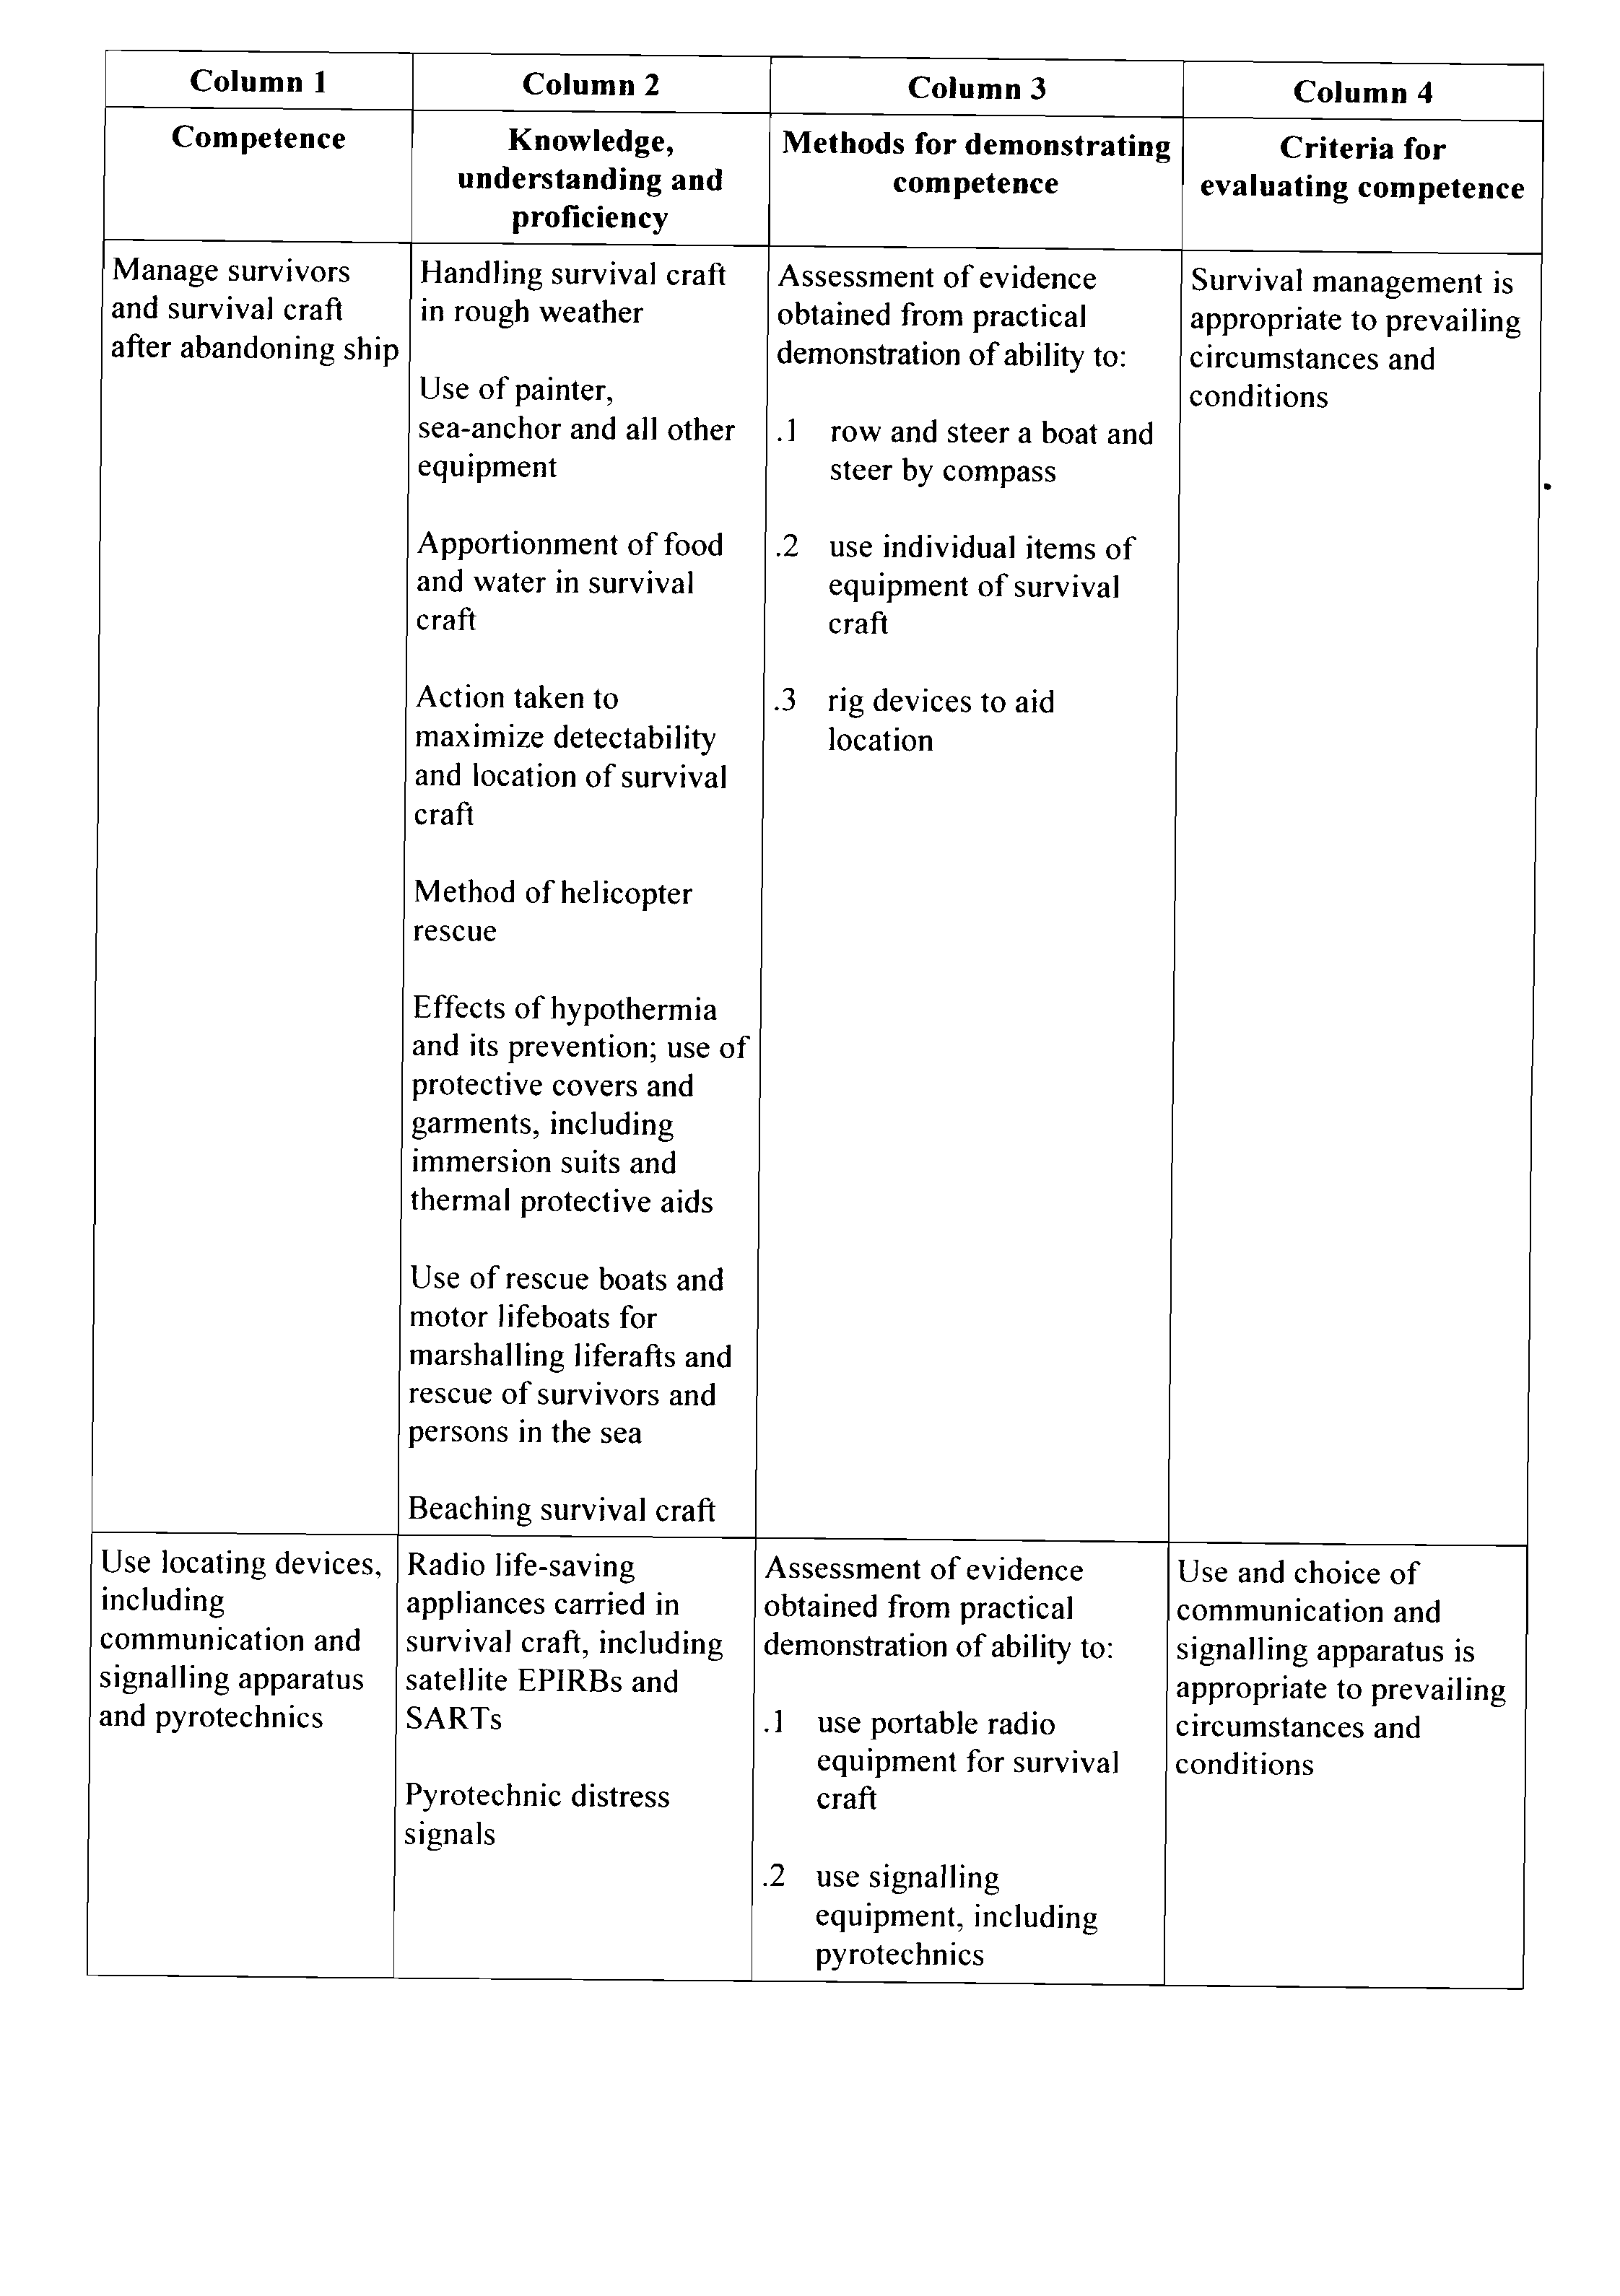 Column 1
Column 2
Column 3
Column 4
Competence
Knowledge,
understanding and
proficiency
Methods for demonstrating
competence
Criteria for
evaluating competence
Manage survivors
and survival craft
after abandoning ship
Handling survival craft
in rough weather
Use of painter,
sea-anchor and all other
equipment
Apportionment of food
and water in survival
craft
Action taken to
maximize detectability
and location of survival
craft
Method of helicopter
rescue
Effects of hypothermia
and its prevention; use of
protective covers and
garments, including
immersion suits and
thermal protective aids
Use of rescue boats and
motor lifeboats for
marshalling liferafts and
rescue of survivors and
persons in the sea
Beaching survival craft
Assessment of evidence
obtained from practical
demonstration of ability to:
.1 row and steer a boat and
steer by compass
.2 use individual items of
equipment of survival
craft
.3 rig devices to aid
location
Survival management is
appropriate to prevailing
circumstances and
conditions
Use locating devices,
including
communication and
signalling apparatus
and pyrotechnics
Radio life-saving
appliances carried in
survival craft, including
satellite EPIRBs and
SARTs
Pyrotechnic distress
signals
Assessment of evidence
obtained from practical
demonstration of ability to:
.1 use portable radio
equipment for survival
craft
.2 use signalling
equipment, including
pyrotechnics
Use and choice of
communication and
signalling apparatus is
appropriate to prevailing
circumstances and
conditions